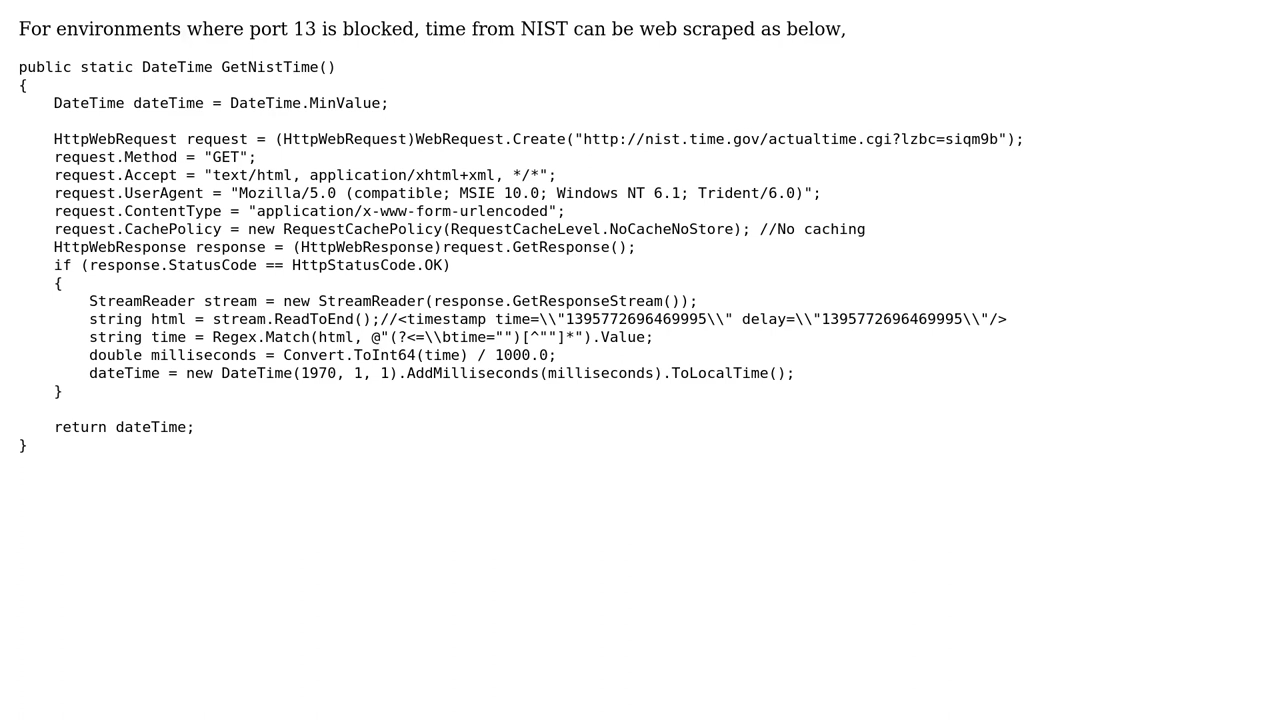 For environments where port 13 is blocked, time from NIST can be web scraped as below,
public static DateTime GetNistTime()
{
    DateTime dateTime = DateTime.MinValue;
    HttpWebRequest request = (HttpWebRequest)WebRequest.Create("http://nist.time.gov/actualtime.cgi?lzbc=siqm9b");
    request.Method = "GET";
    request.Accept = "text/html, application/xhtml+xml, */*";
    request.UserAgent = "Mozilla/5.0 (compatible; MSIE 10.0; Windows NT 6.1; Trident/6.0)";
    request.ContentType = "application/x-www-form-urlencoded";
    request.CachePolicy = new RequestCachePolicy(RequestCacheLevel.NoCacheNoStore); //No caching
    HttpWebResponse response = (HttpWebResponse)request.GetResponse();
    if (response.StatusCode == HttpStatusCode.OK)
    {
        StreamReader stream = new StreamReader(response.GetResponseStream());
        string html = stream.ReadToEnd();//<timestamp time=\\"1395772696469995\\" delay=\\"1395772696469995\\"/>
        string time = Regex.Match(html, @"(?<=\\btime="")[^""]*").Value;
        double milliseconds = Convert.ToInt64(time) / 1000.0;
        dateTime = new DateTime(1970, 1, 1).AddMilliseconds(milliseconds).ToLocalTime();
    }
    return dateTime;
}